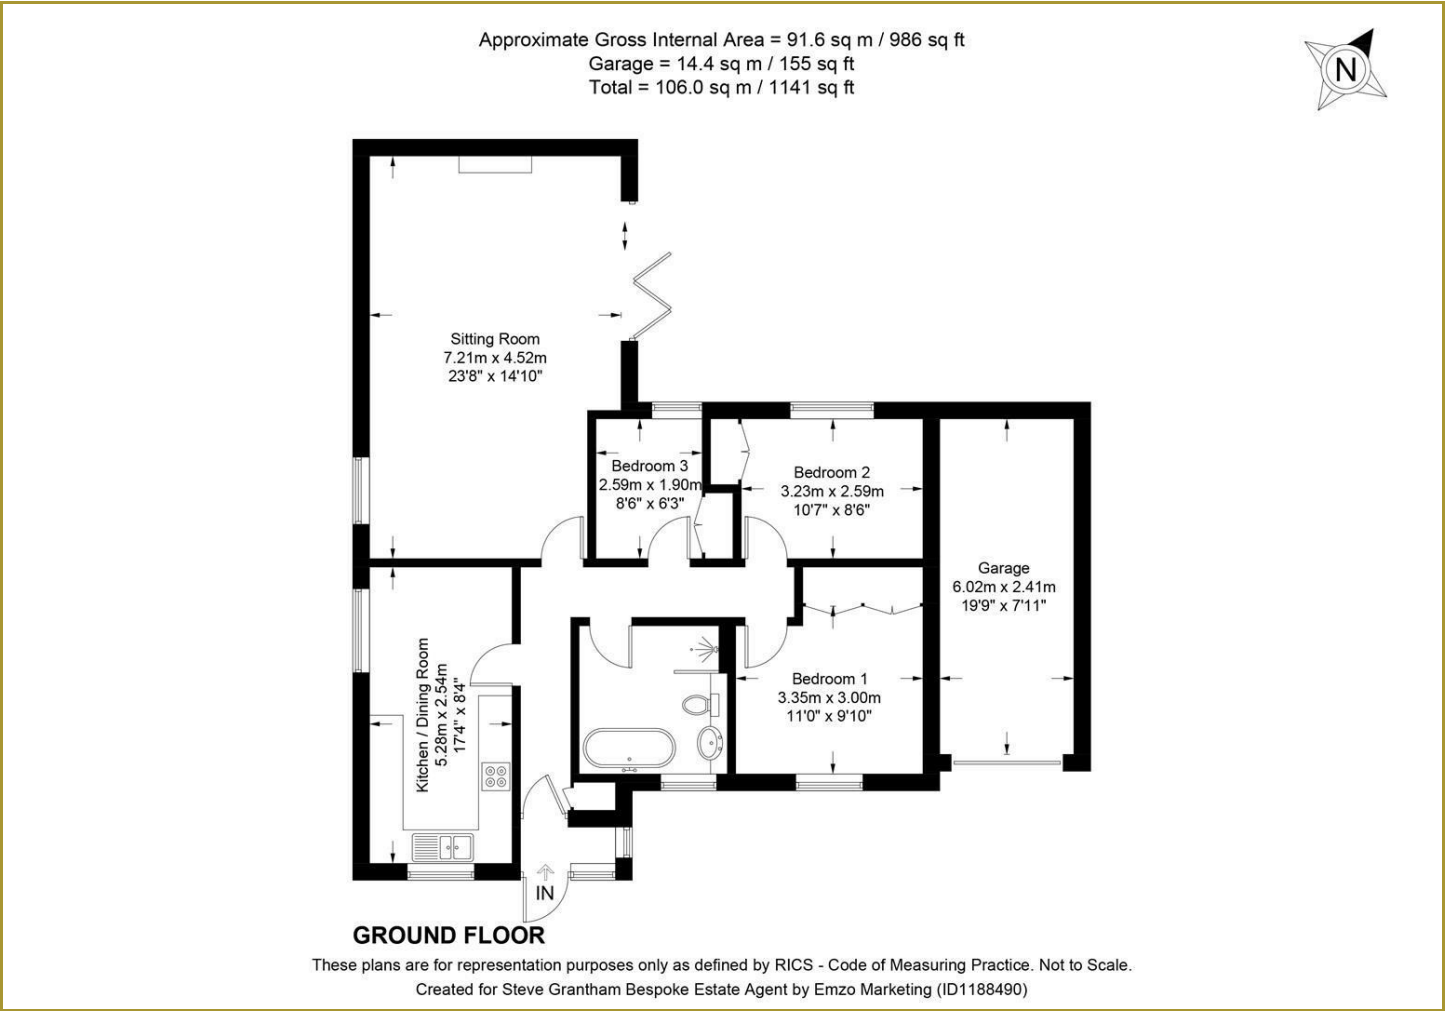 Approximate Gross Internal Area = 91.6 sq m / 986 sq ft
Garage = 14.4 sq m / 155 sq ft
Total = 106.0 sq m / 1141 sq ft
N
Sitting Room
7.21m x 4.52m
23'8" x 14'10"
Bedroom 3
2.59m x 1.90m
8'6" x 6'3"
Bedroom 2
3.23m x 2.59m
10'7" x 8'6"
Garage
6.02m x 2.41m
19'9" x 7'11"
Kitchen / Dining Room
5.28m x 2.54m
17'4" x 8'4"
Bedroom 1
3.35m x 3.00m
11'0" x 9'10"
IN
GROUND FLOOR
These plans are for representation purposes only as defined by RICS - Code of Measuring Practice. Not to Scale.
Created for Steve Grantham Bespoke Estate Agent by Emzo Marketing (ID1188490)